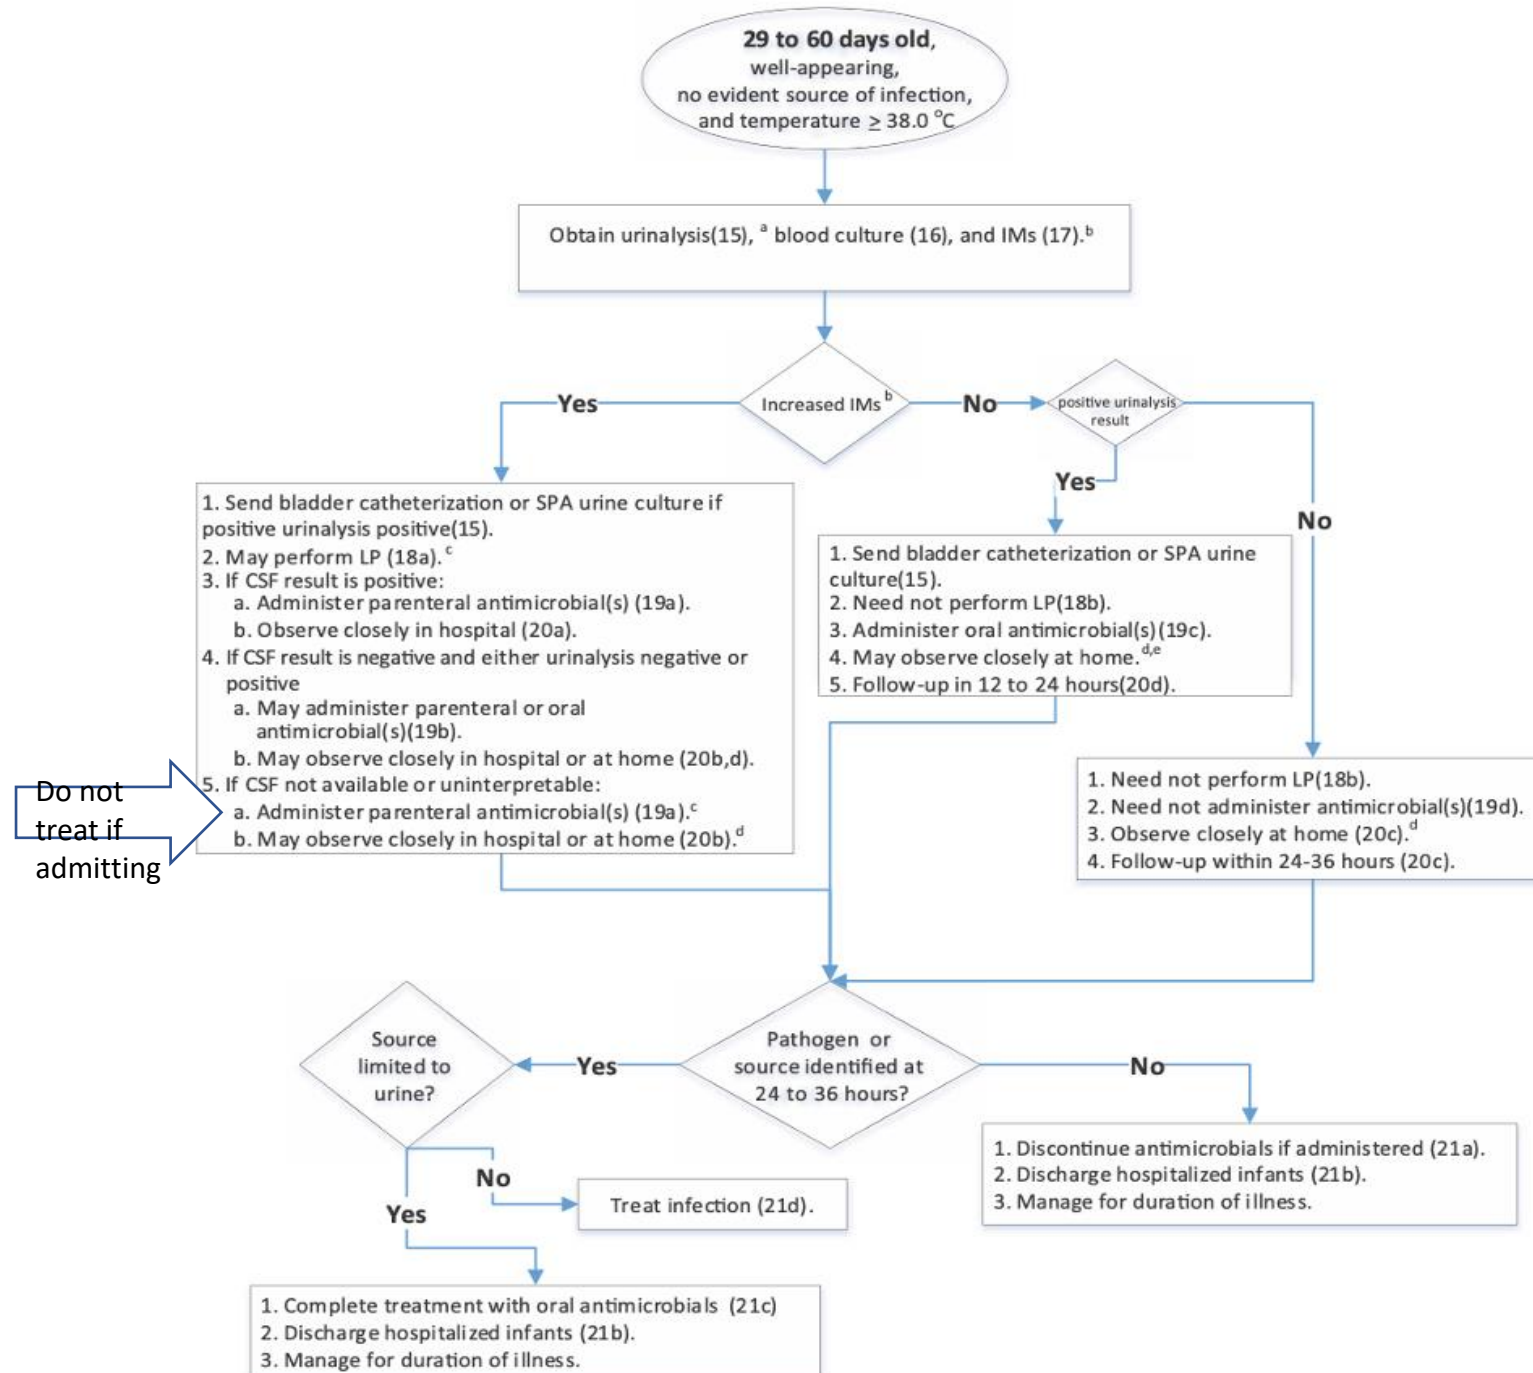 29 to 60 days old,
well-appearing,
no evident source of infection,
and temperature ≥ 38.0 °C
Obtain urinalysis(15), a blood culture (16), and IMs (17).b
Increased IMs b
Yes
No
positive urinalysis
result
Yes
No
1. Send bladder catheterization or SPA urine culture if
positive urinalysis positive(15).
2. May perform LP (18a). c
3. If CSF result is positive:
a. Administer parenteral antimicrobial(s) (19a).
b. Observe closely in hospital (20a).
4. If CSF result is negative and either urinalysis negative or
positive
a. May administer parenteral or oral
antimicrobial(s)(19b).
b. May observe closely in hospital or at home (20b,d).
5. If CSF not available or uninterpretable:
a. Administer parenteral antimicrobial(s) (19a).c
b. May observe closely in hospital or at home (20b).d
Do not
treat if
admitting
1. Send bladder catheterization or SPA urine
culture(15).
2. Need not perform LP(18b).
3. Administer oral antimicrobial(s)(19c).
4. May observe closely at home.d,e
5. Follow-up in 12 to 24 hours(20d).
1. Need not perform LP(18b).
2. Need not administer antimicrobial(s)(19d).
3. Observe closely at home (20c).d
4. Follow-up within 24-36 hours (20c).
Pathogen or
source identified at
24 to 36 hours?
Yes
No
Source
limited to
urine?
No
Yes
Treat infection (21d).
1. Discontinue antimicrobials if administered (21a).
2. Discharge hospitalized infants (21b).
3. Manage for duration of illness.
1. Complete treatment with oral antimicrobials (21c)
2. Discharge hospitalized infants (21b).
3. Manage for duration of illness.